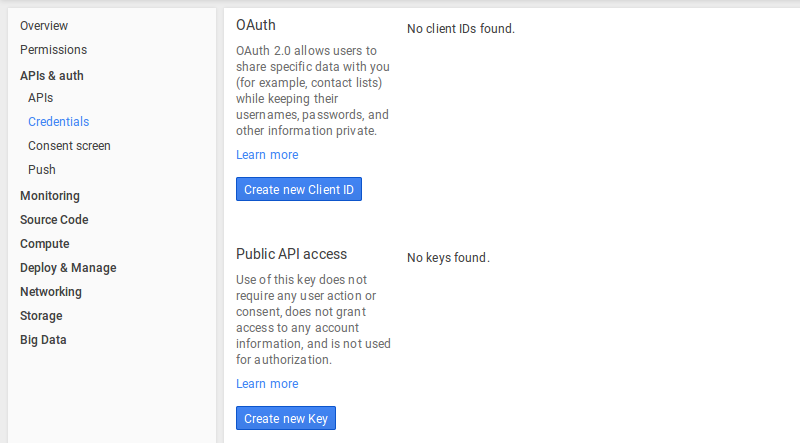 Overview
Permissions
APIs & auth
APIs
Credentials
Consent screen
Push
Monitoring
Source Code
Compute
Deploy & Manage
Networking
Storage
Big Data
OAuth
OAuth 2.0 allows users to
share specific data with you
(for example, contact lists)
while keeping their
usernames, passwords, and
other information private.
Learn more
Create new Client ID
No client IDs found.
Public API access
Use of this key does not
require any user action or
consent, does not grant
access to any account
information, and is not used
for authorization.
Learn more
Create new Key
No keys found.